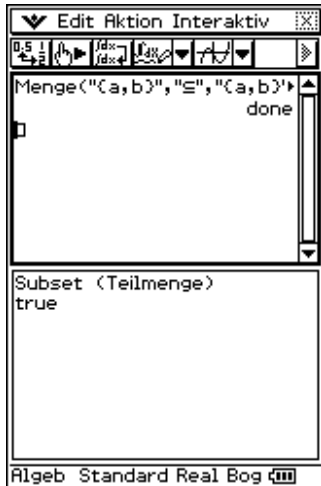 Edit Aktion Interaktiv
Menge("{a,b}","⊆","{a,b}"
done
Subset (Teilmenge)
true
Algeb Standard Real Bog